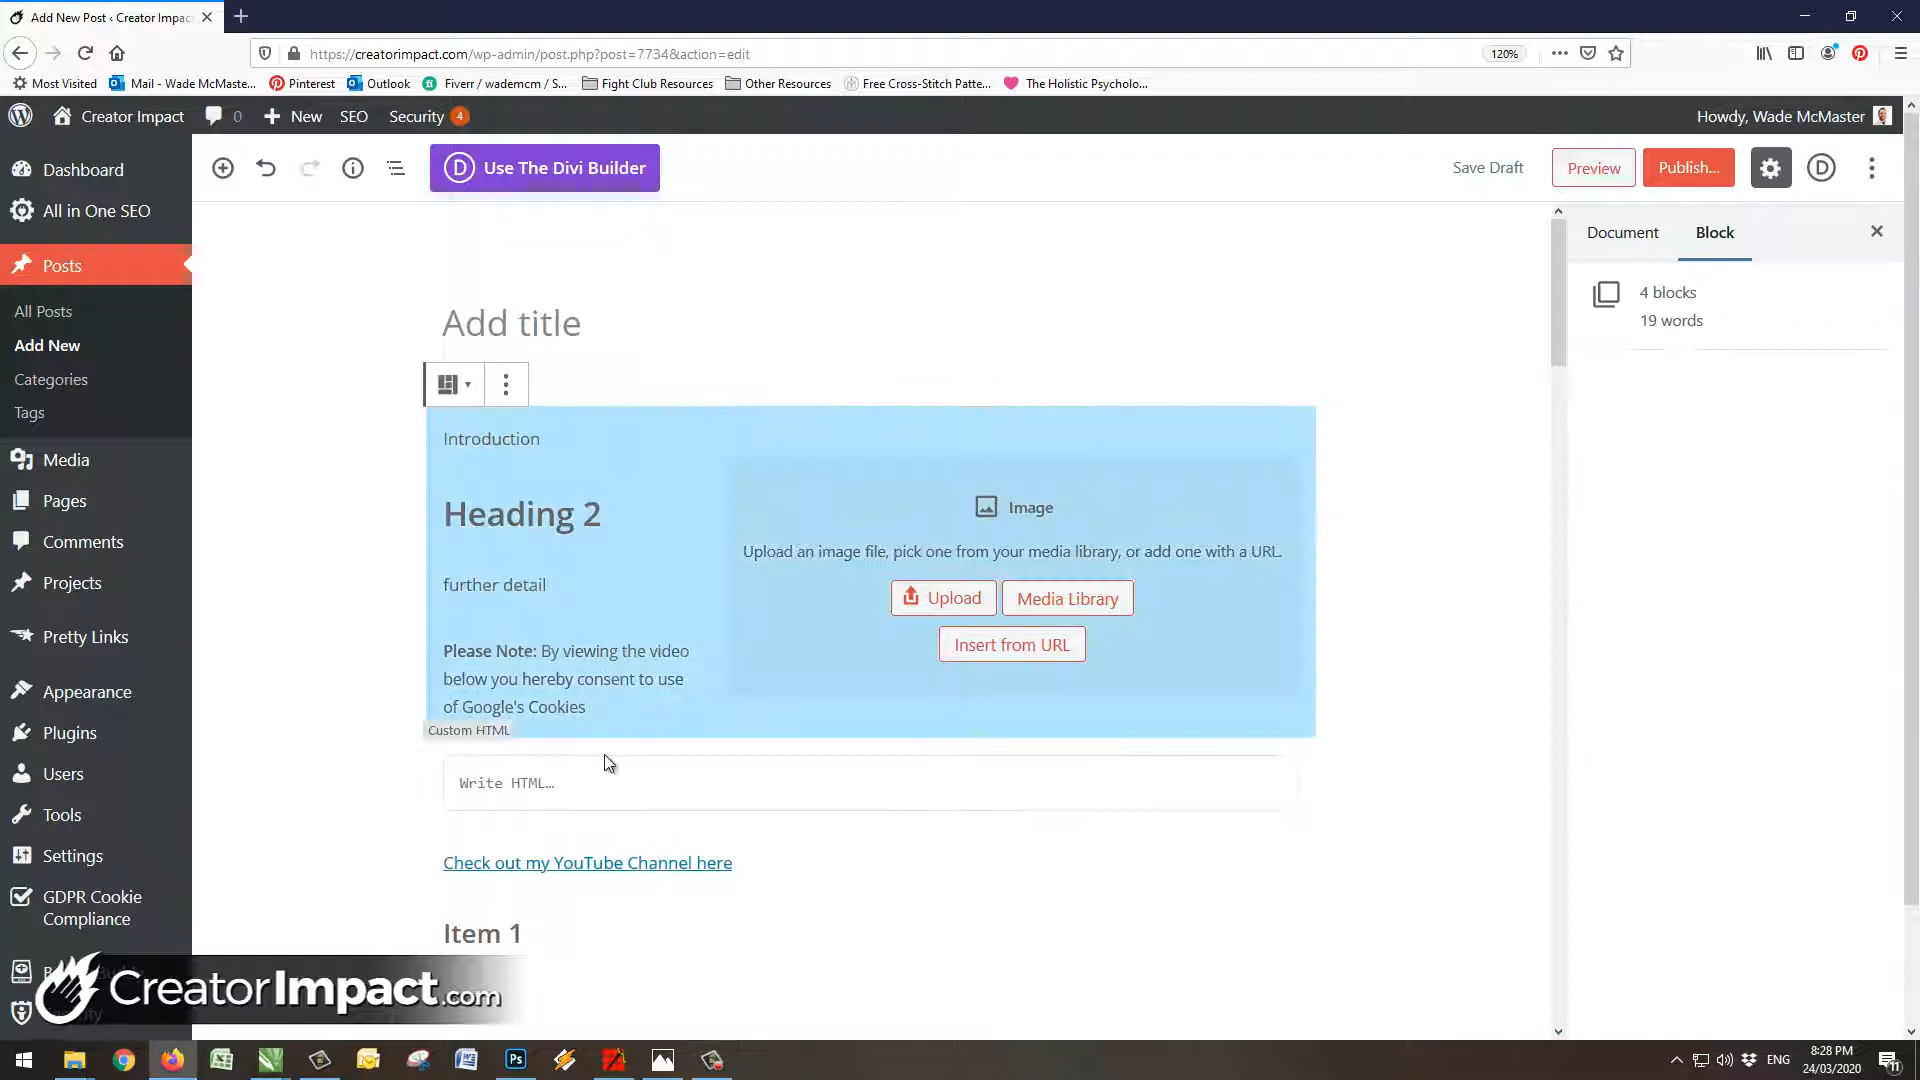 Add New Post ‹ Creator Impac
https://creatorimpact.com/wp-admin/post.php?post=7734&action=edit
120%
Most Visited
Mail - Wade McMaste...
Pinterest
Outlook
Fiverr / wademcm / S...
Fight Club Resources
Other Resources
Free Cross-Stitch Patte...
The Holistic Psycholo...
Creator Impact
0
New
SEO
Security
4
Howdy, Wade McMaster
Use The Divi Builder
Save Draft
Preview
Publish...
Dashboard
All in One SEO
Posts
All Posts
Add New
Categories
Tags
Media
Pages
Comments
Projects
Pretty Links
Appearance
Plugins
Users
Tools
Settings
GDPR Cookie
Compliance
Add title
Introduction
Heading 2
further detail
Please Note: By viewing the video
below you hereby consent to use
of Google's Cookies
Custom HTML
Image
Upload an image file, pick one from your media library, or add one with a URL.
Upload
Media Library
Insert from URL
Write HTML...
Check out my YouTube Channel here
Item 1
Document
Block
4 blocks
19 words
CreatorImpact.com
ENG
8:28 PM
24/03/2020
11